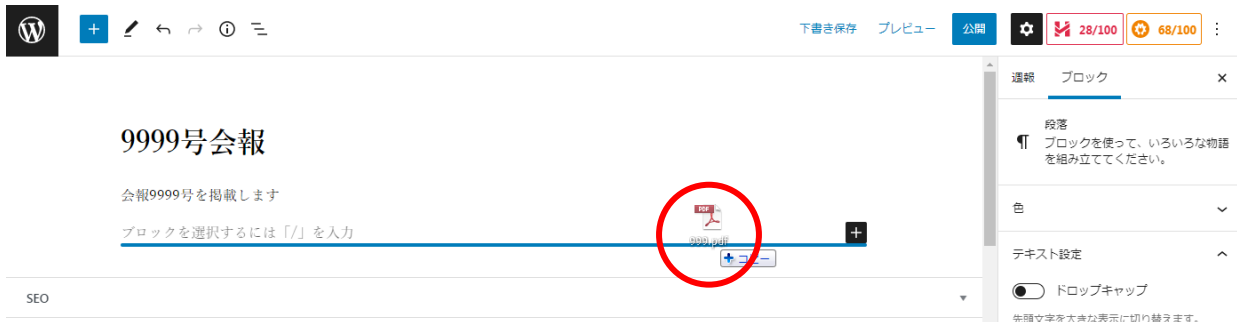 下書き保存 プレビュー 公開 28/100 68/100
週報 ブロック
9999号会報
段落
ブロックを使って、いろいろな物語
を組み立ててください。
会報9999号を掲載します
ブロックを選択するには「/」を入力
PDF
999.pdf
コピー
色
テキスト設定
ドロップキャップ
先頭文字を大きな表示に切り替えます。
SEO